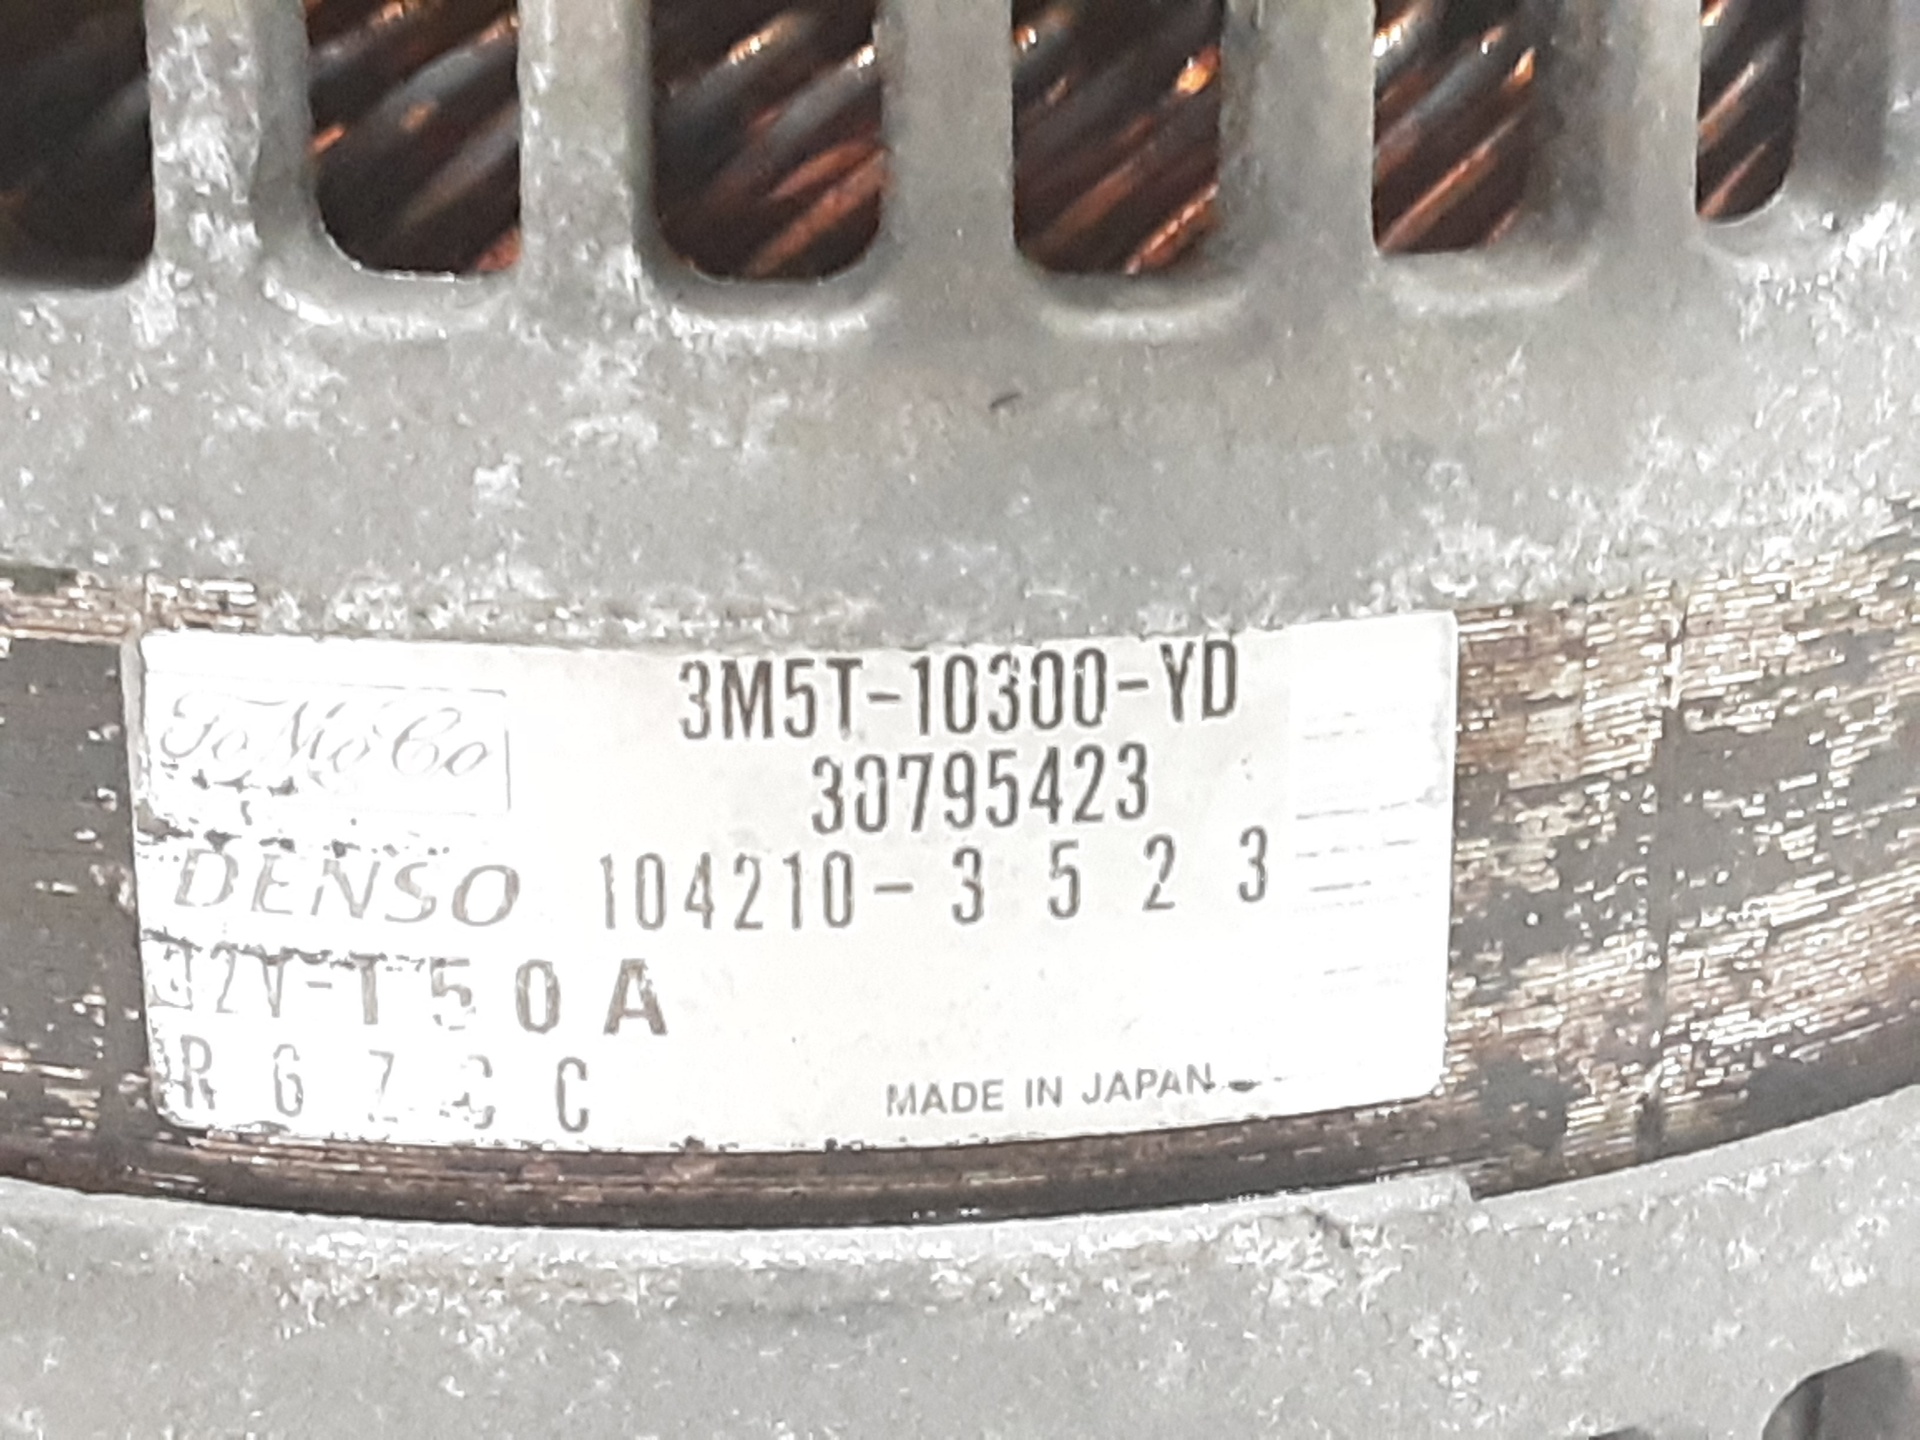 3M5T-10300-YD
FoMoCo
30795423
DENSO 104210-3523
12V-150A
MADE IN JAPAN